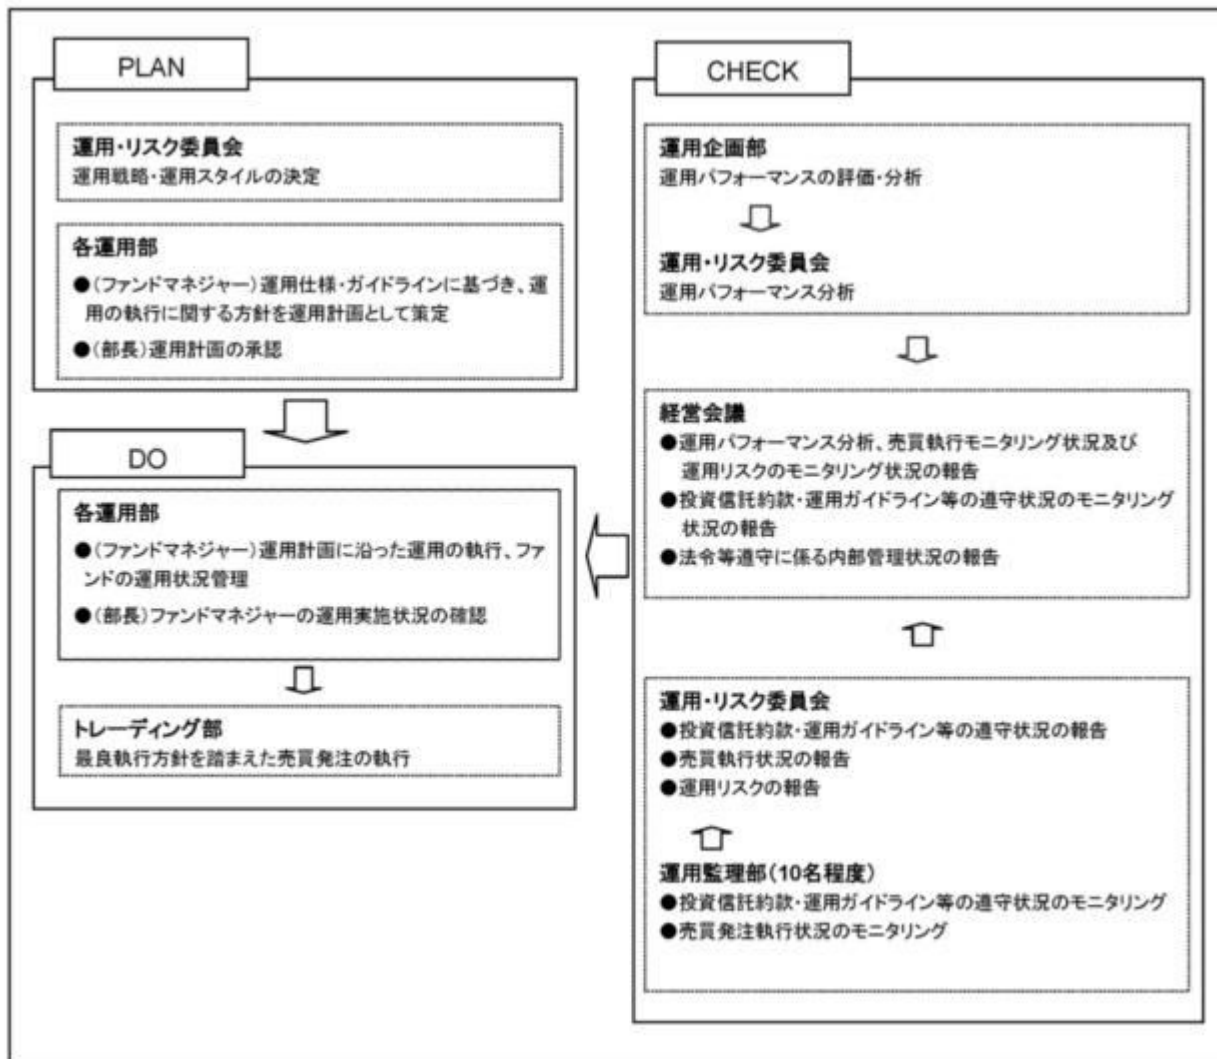 PLAN
運用・リスク委員会
運用戦略・運用スタイルの決定
各運用部
●（ファンドマネジャー）運用仕様・ガイドラインに基づき、運
用の執行に関する方針を運用計画として策定
●（部長）運用計画の承認
DO
各運用部
●（ファンドマネジャー）運用計画に沿った運用の執行、ファ
ンドの運用状況管理
●（部長）ファンドマネジャーの運用実施状況の確認
トレーディング部
最良執行方針を踏まえた売買発注の執行
CHECK
運用企画部
運用パフォーマンスの評価・分析
運用・リスク委員会
運用パフォーマンス分析
経営会議
●運用パフォーマンス分析、売買執行モニタリング状況及び
運用リスクのモニタリング状況の報告
●投資信託約款・運用ガイドライン等の遵守状況のモニタリング
状況の報告
●法令等遵守に係る内部管理状況の報告
運用・リスク委員会
●投資信託約款・運用ガイドライン等の遵守状況の報告
●売買執行状況の報告
●運用リスクの報告
運用監理部（10名程度）
●投資信託約款・運用ガイドライン等の遵守状況のモニタリング
●売買発注執行状況のモニタリング